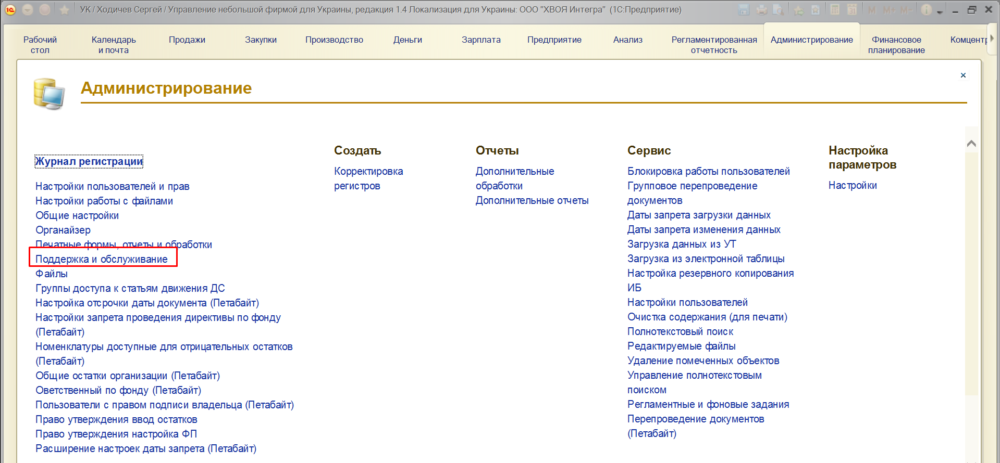 УК / Ходичев Сергей / Управление небольшой фирмой для Украины, редакция 1.4 Локализация для Украины: ООО "ХВОЯ Интегра" (1С:Предприятие)
M M+ M-
31
Рабочий
стол
Календарь
и почта
Продажи
Закупки
Производство
Деньги
Зарплата
Предприятие
Анализ
Регламентированная
отчетность
Администрирование
Финансовое
планирование
Комцентр
Администрирование
Журнал регистрации
Настройки пользователей и прав
Настройки работы с файлами
Общие настройки
Органайзер
Печатные формы, отчеты и обработки
Поддержка и обслуживание
Файлы
Группы доступа к статьям движения ДС
Настройка отсрочки даты документа (Петабайт)
Настройки запрета проведения директивы по фонду
(Петабайт)
Номенклатуры доступные для отрицательных остатков
(Петабайт)
Общие остатки организации (Петабайт)
Оветственный по фонду (Петабайт)
Пользователи с правом подписи владельца (Петабайт)
Право утверждения ввод остатков
Право утверждения настройка ФП
Расширение настроек даты запрета (Петабайт)
Создать
Корректировка
регистров
Отчеты
Дополнительные
обработки
Дополнительные отчеты
Сервис
Блокировка работы пользователей
Групповое перепроведение
документов
Даты запрета загрузки данных
Даты запрета изменения данных
Загрузка данных из УТ
Загрузка из электронной таблицы
Настройка резервного копирования
ИБ
Настройки пользователей
Очистка содержания (для печати)
Полнотекстовый поиск
Редактируемые файлы
Удаление помеченных объектов
Управление полнотекстовым
поиском
Регламентные и фоновые задания
Перепроведение документов
(Петабайт)
Настройка
параметров
Настройки